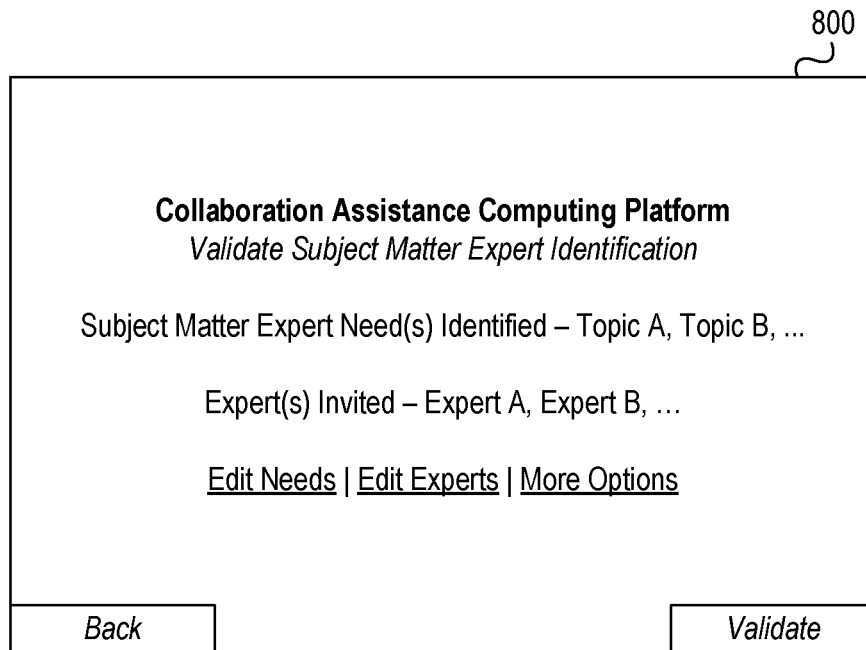 800
Collaboration Assistance Computing Platform
Validate Subject Matter Expert Identification
Subject Matter Expert Need(s) Identified – Topic A, Topic B, ...
Expert(s) Invited – Expert A, Expert B, …
Edit Needs | Edit Experts | More Options
Back
Validate